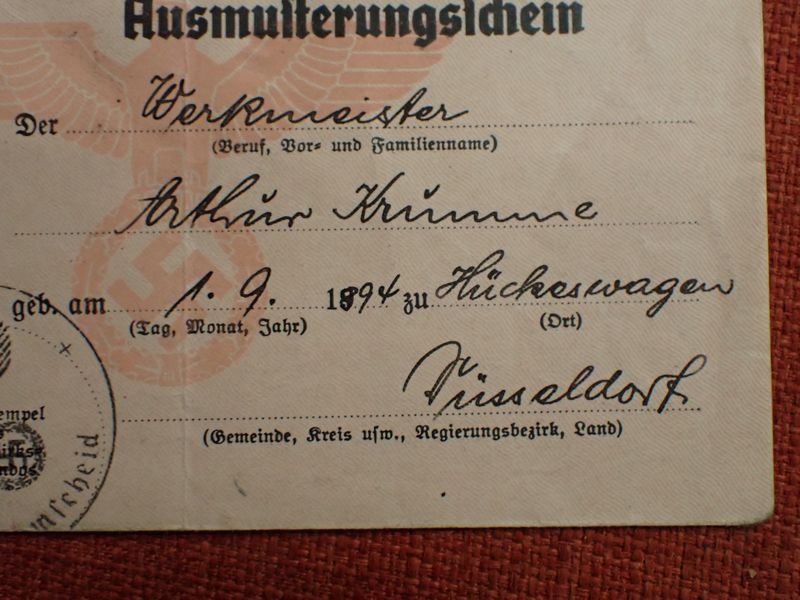 Ausmusterungsschein
Der Werkmeister
(Beruf, Vor= und Familienname)
Arthur Krumme
geb. am 1. 9. 1894 zu Hückeswagen
(Tag, Monat, Jahr) (Ort)
Düsseldorf
(Gemeinde, Kreis usw., Regierungsbezirk, Land)